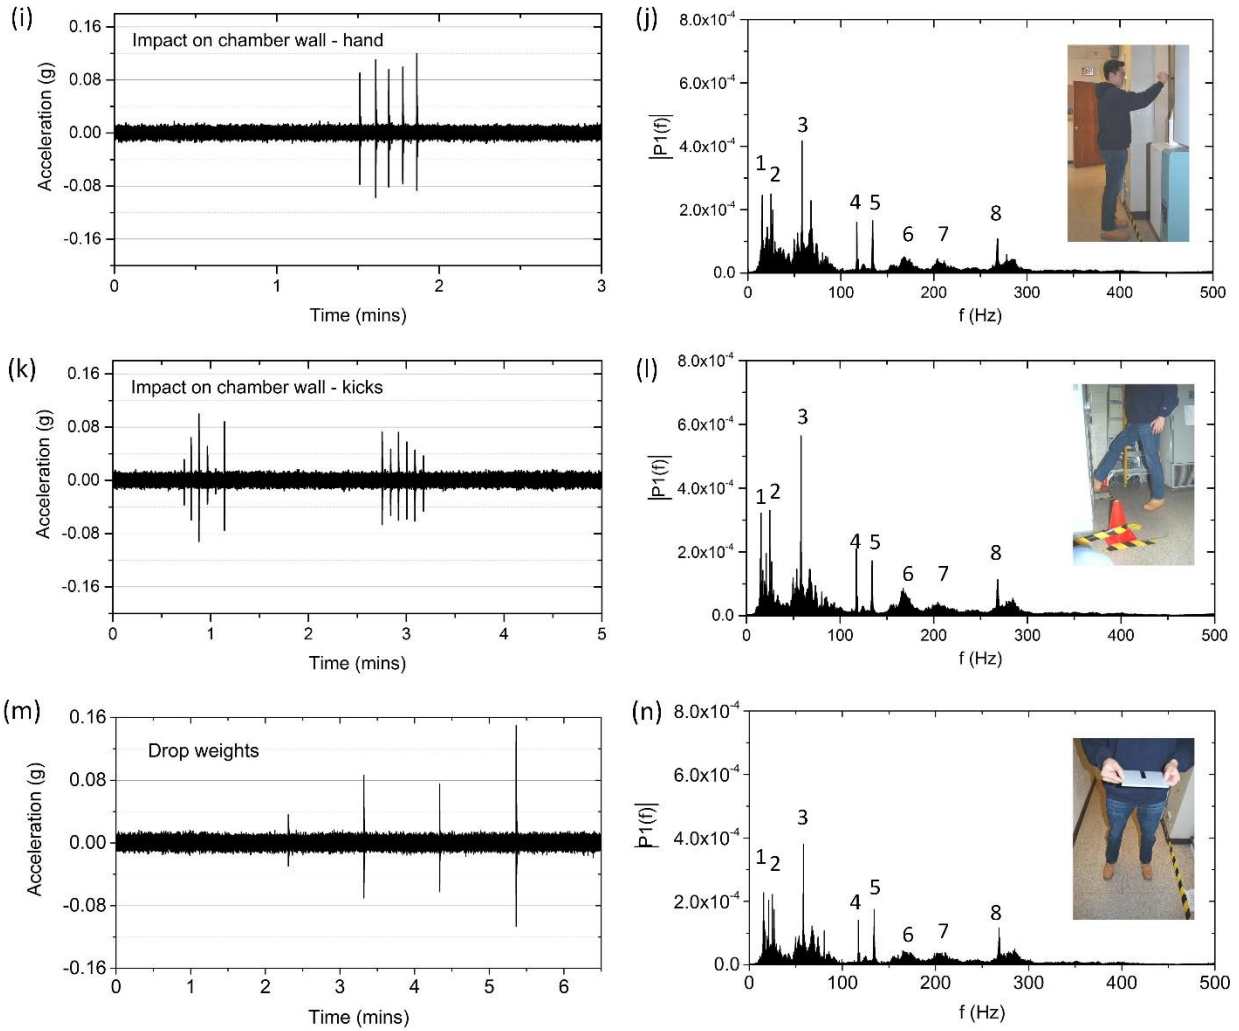 (i)
0.16
0.08
0.00
-0.08
-0.16
Acceleration (g)
Impact on chamber wall - hand
0
1
2
3
Time (mins)
(j)
8.0x10⁻⁴
6.0x10⁻⁴
4.0x10⁻⁴
2.0x10⁻⁴
0.0
|P1(f)|
1
2
3
4
5
6
7
8
0
100
200
300
400
500
f (Hz)
(k)
0.16
0.08
0.00
-0.08
-0.16
Acceleration (g)
Impact on chamber wall - kicks
0
1
2
3
4
5
Time (mins)
(l)
8.0x10⁻⁴
6.0x10⁻⁴
4.0x10⁻⁴
2.0x10⁻⁴
0.0
|P1(f)|
1
2
3
4
5
6
7
8
0
100
200
300
400
500
f (Hz)
(m)
0.16
0.08
0.00
-0.08
-0.16
Acceleration (g)
Drop weights
0
1
2
3
4
5
6
Time (mins)
(n)
8.0x10⁻⁴
6.0x10⁻⁴
4.0x10⁻⁴
2.0x10⁻⁴
0.0
|P1(f)|
1
2
3
4
5
6
7
8
0
100
200
300
400
500
f (Hz)